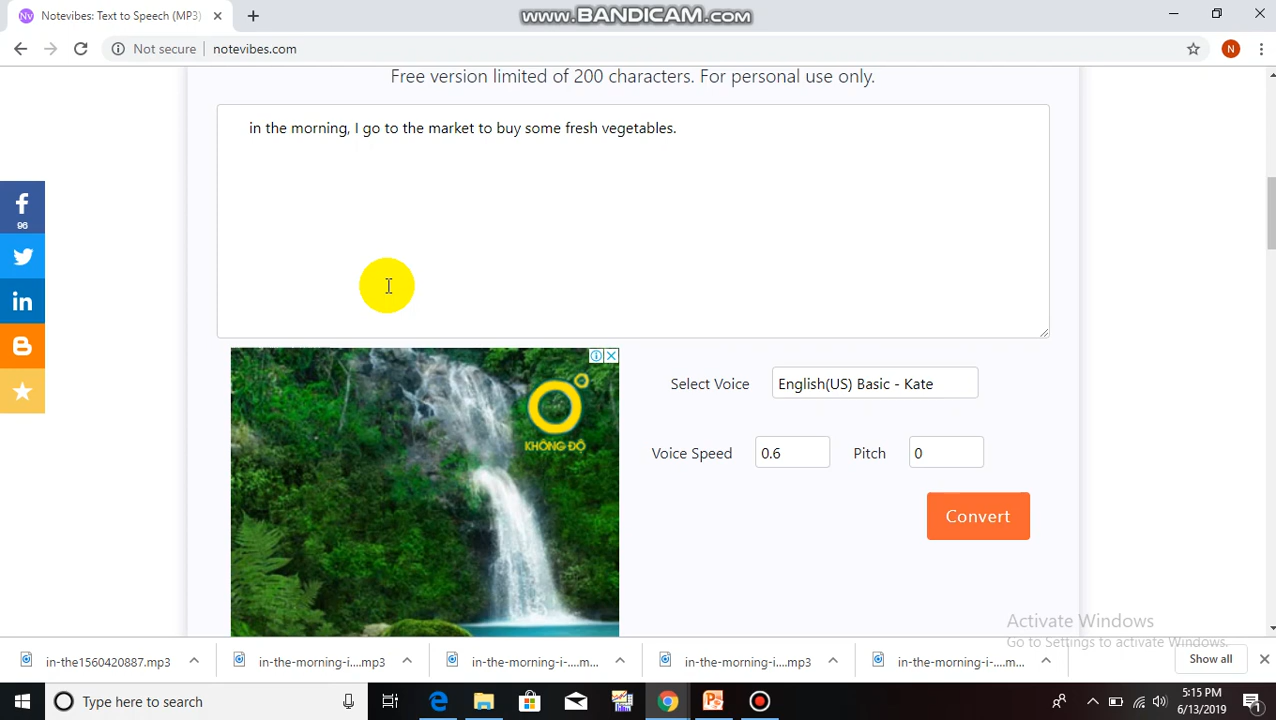 Notevibes: Text to Speech (MP3)
www.BANDICAM.com
Not secure
notevibes.com
N
Free version limited of 200 characters. For personal use only.
in the morning, I go to the market to buy some fresh vegetables.
96
KHÔNG ĐỘ
Select Voice
English(US) Basic - Kate
Voice Speed
0.6
Pitch
0
Convert
Activate Windows
Go to Settings to activate Windows.
in-the1560420887.mp3
in-the-morning-i....mp3
in-the-morning-i-....m...
in-the-morning-i....mp3
in-the-morning-i-....m...
Show all
Type here to search
5:15 PM
6/13/2019
1